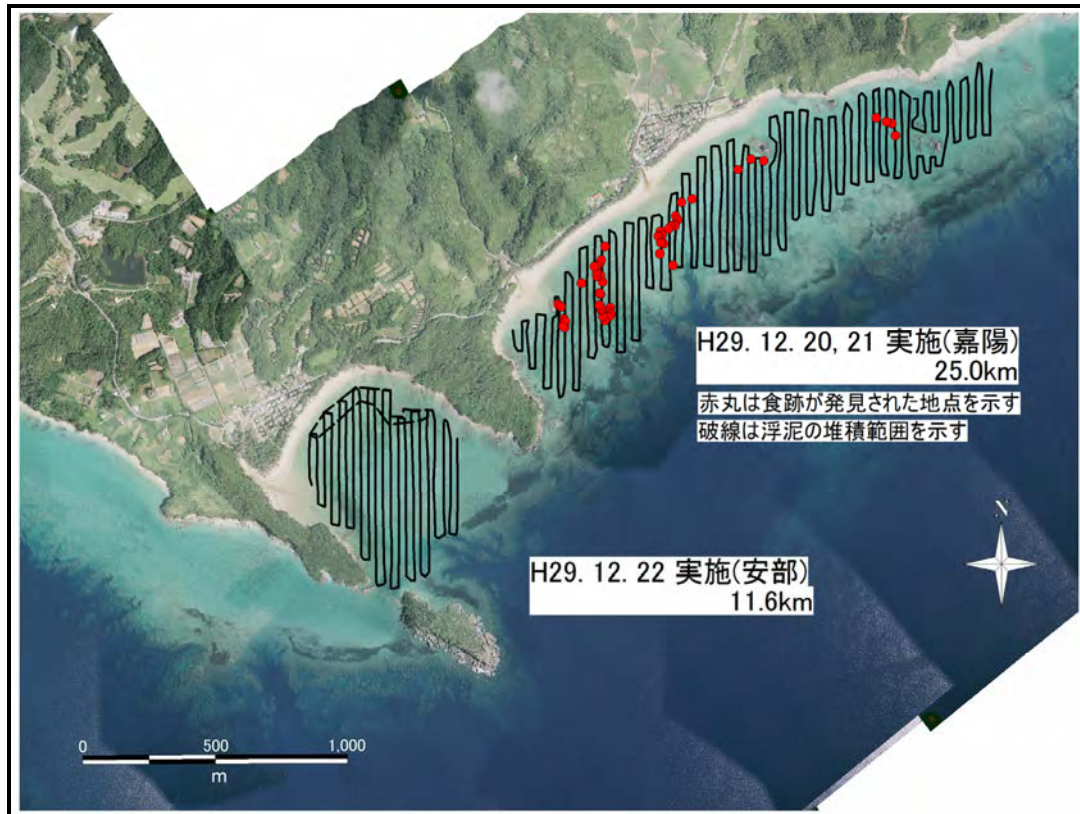 H29.12.20,21 実施(嘉陽)
25.0km
赤丸は食跡が発見された地点を示す
破線は浮泥の堆積範囲を示す
N
H29.12.22 実施(安部)
11.6km
0 500 1,000
m